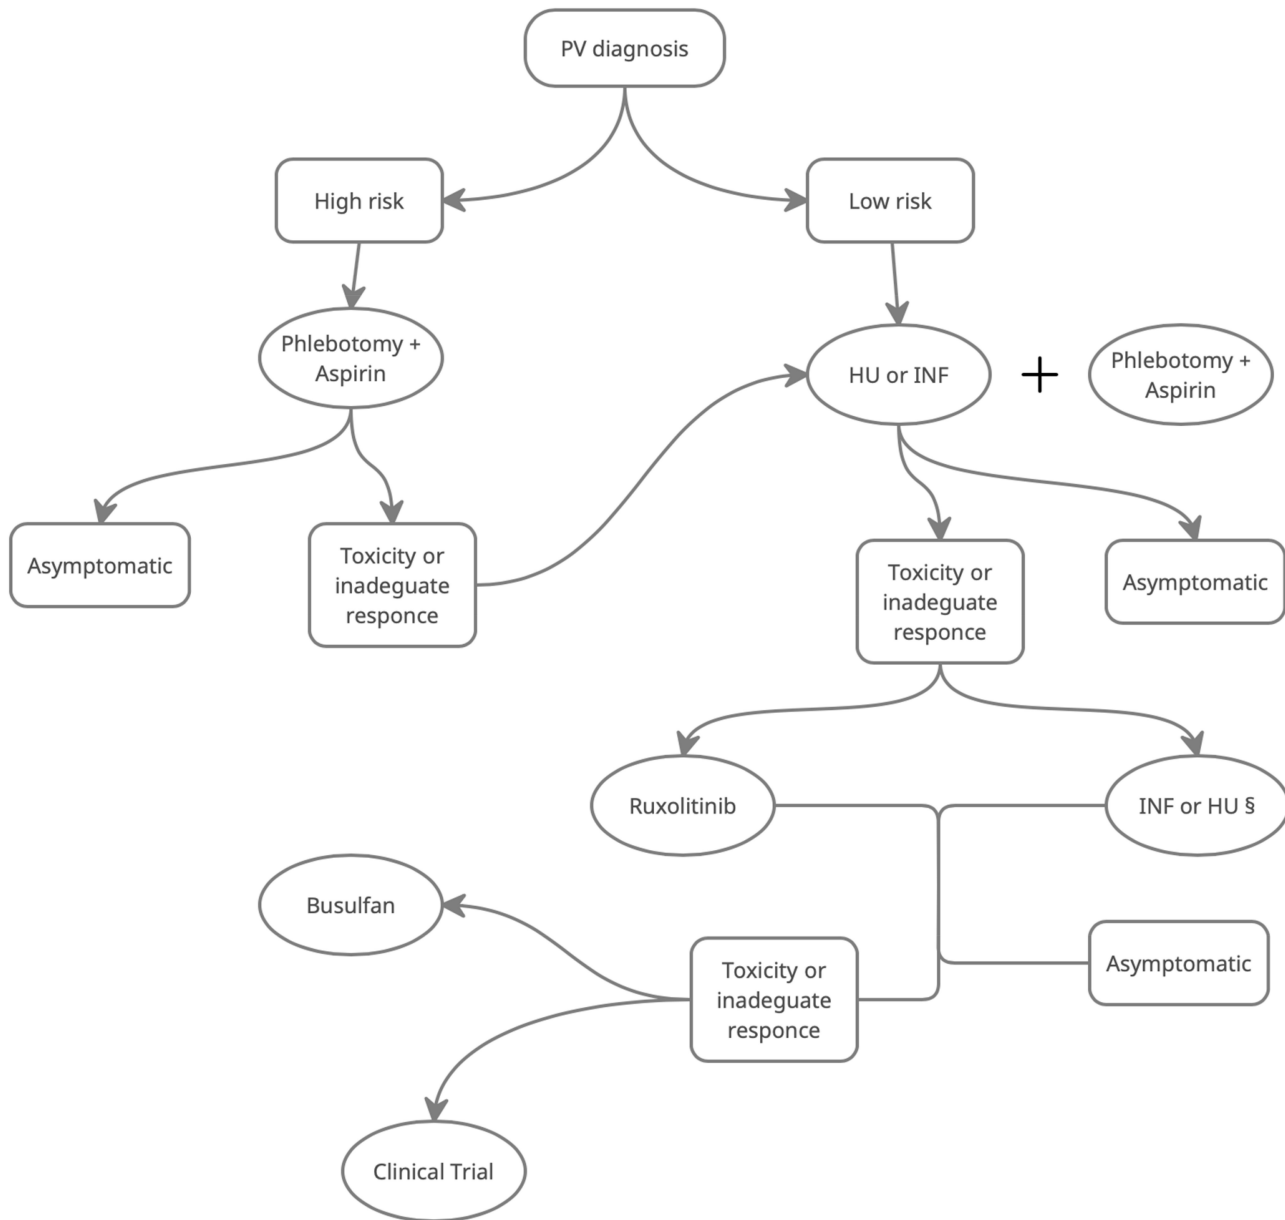 PV diagnosis
High risk
Low risk
Phlebotomy +
Aspirin
HU or INF
+
Phlebotomy +
Aspirin
Asymptomatic
Toxicity or
inadeguate
responce
Toxicity or
inadeguate
responce
Asymptomatic
Ruxolitinib
INF or HU §
Busulfan
Toxicity or
inadeguate
responce
Asymptomatic
Clinical Trial